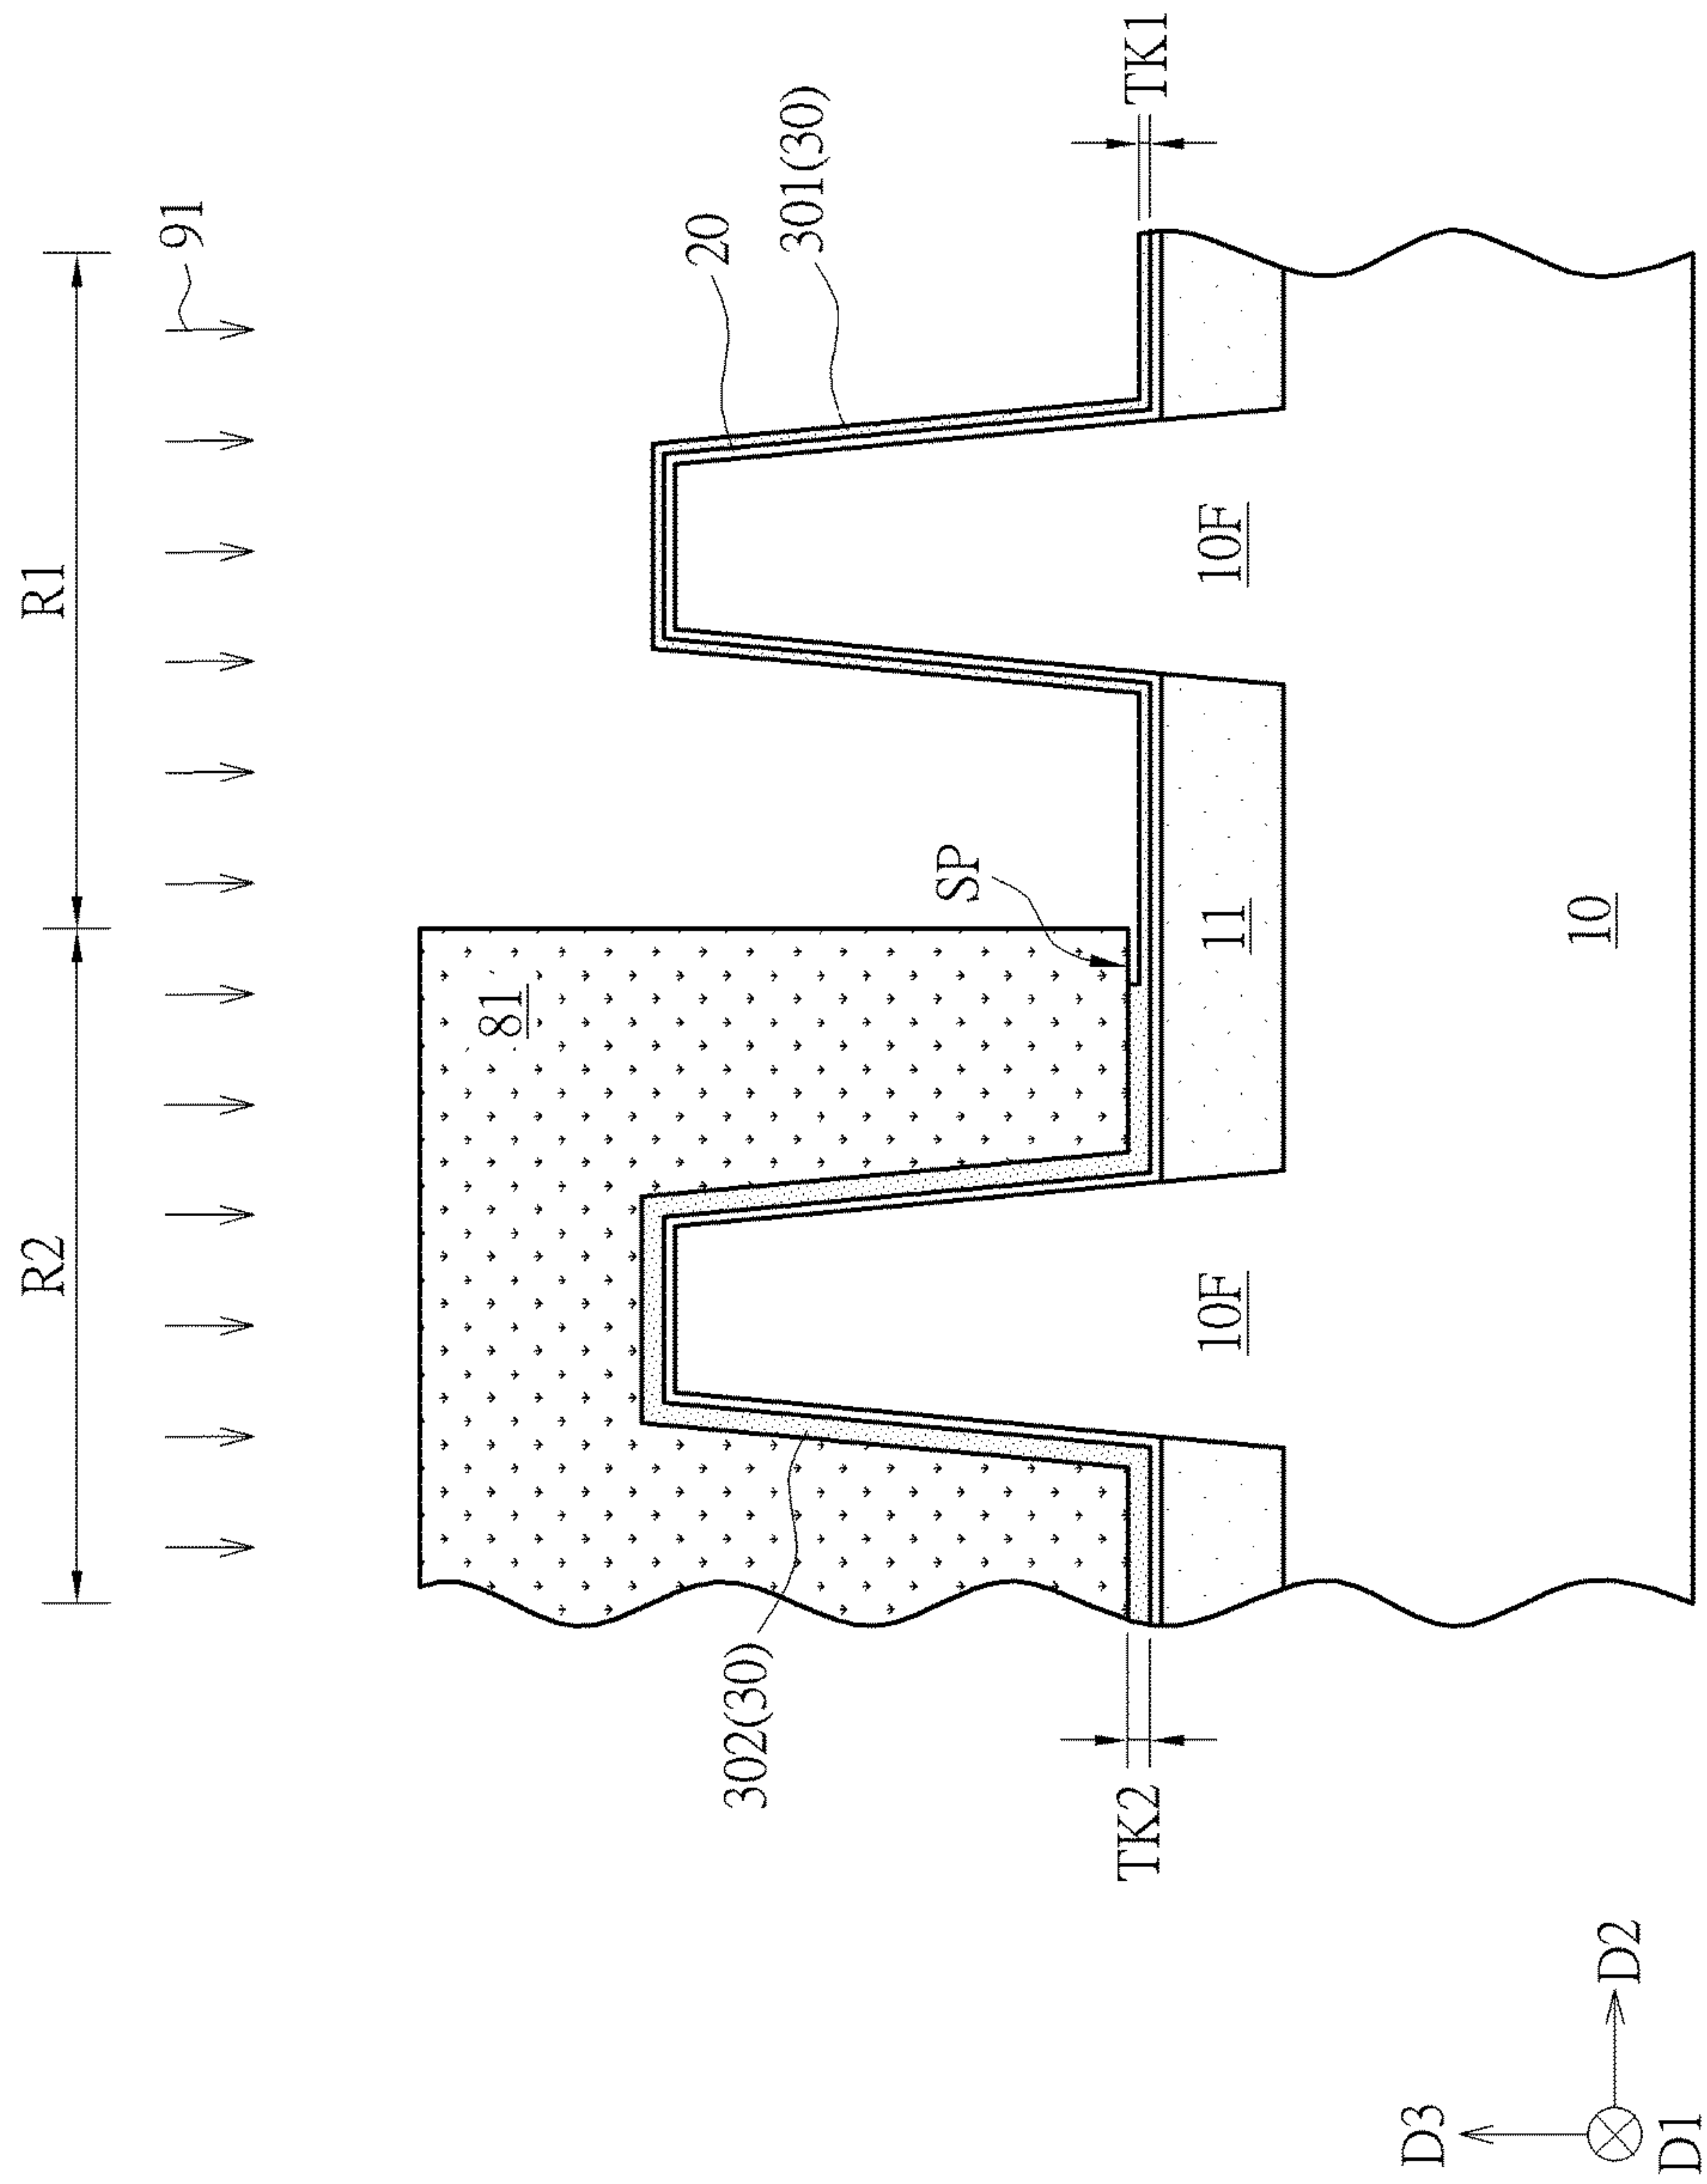 R2
R1
91
81
20
302(30)
301(30)
SP
TK2
TK1
10F
11
10F
D3
10
D2
D1